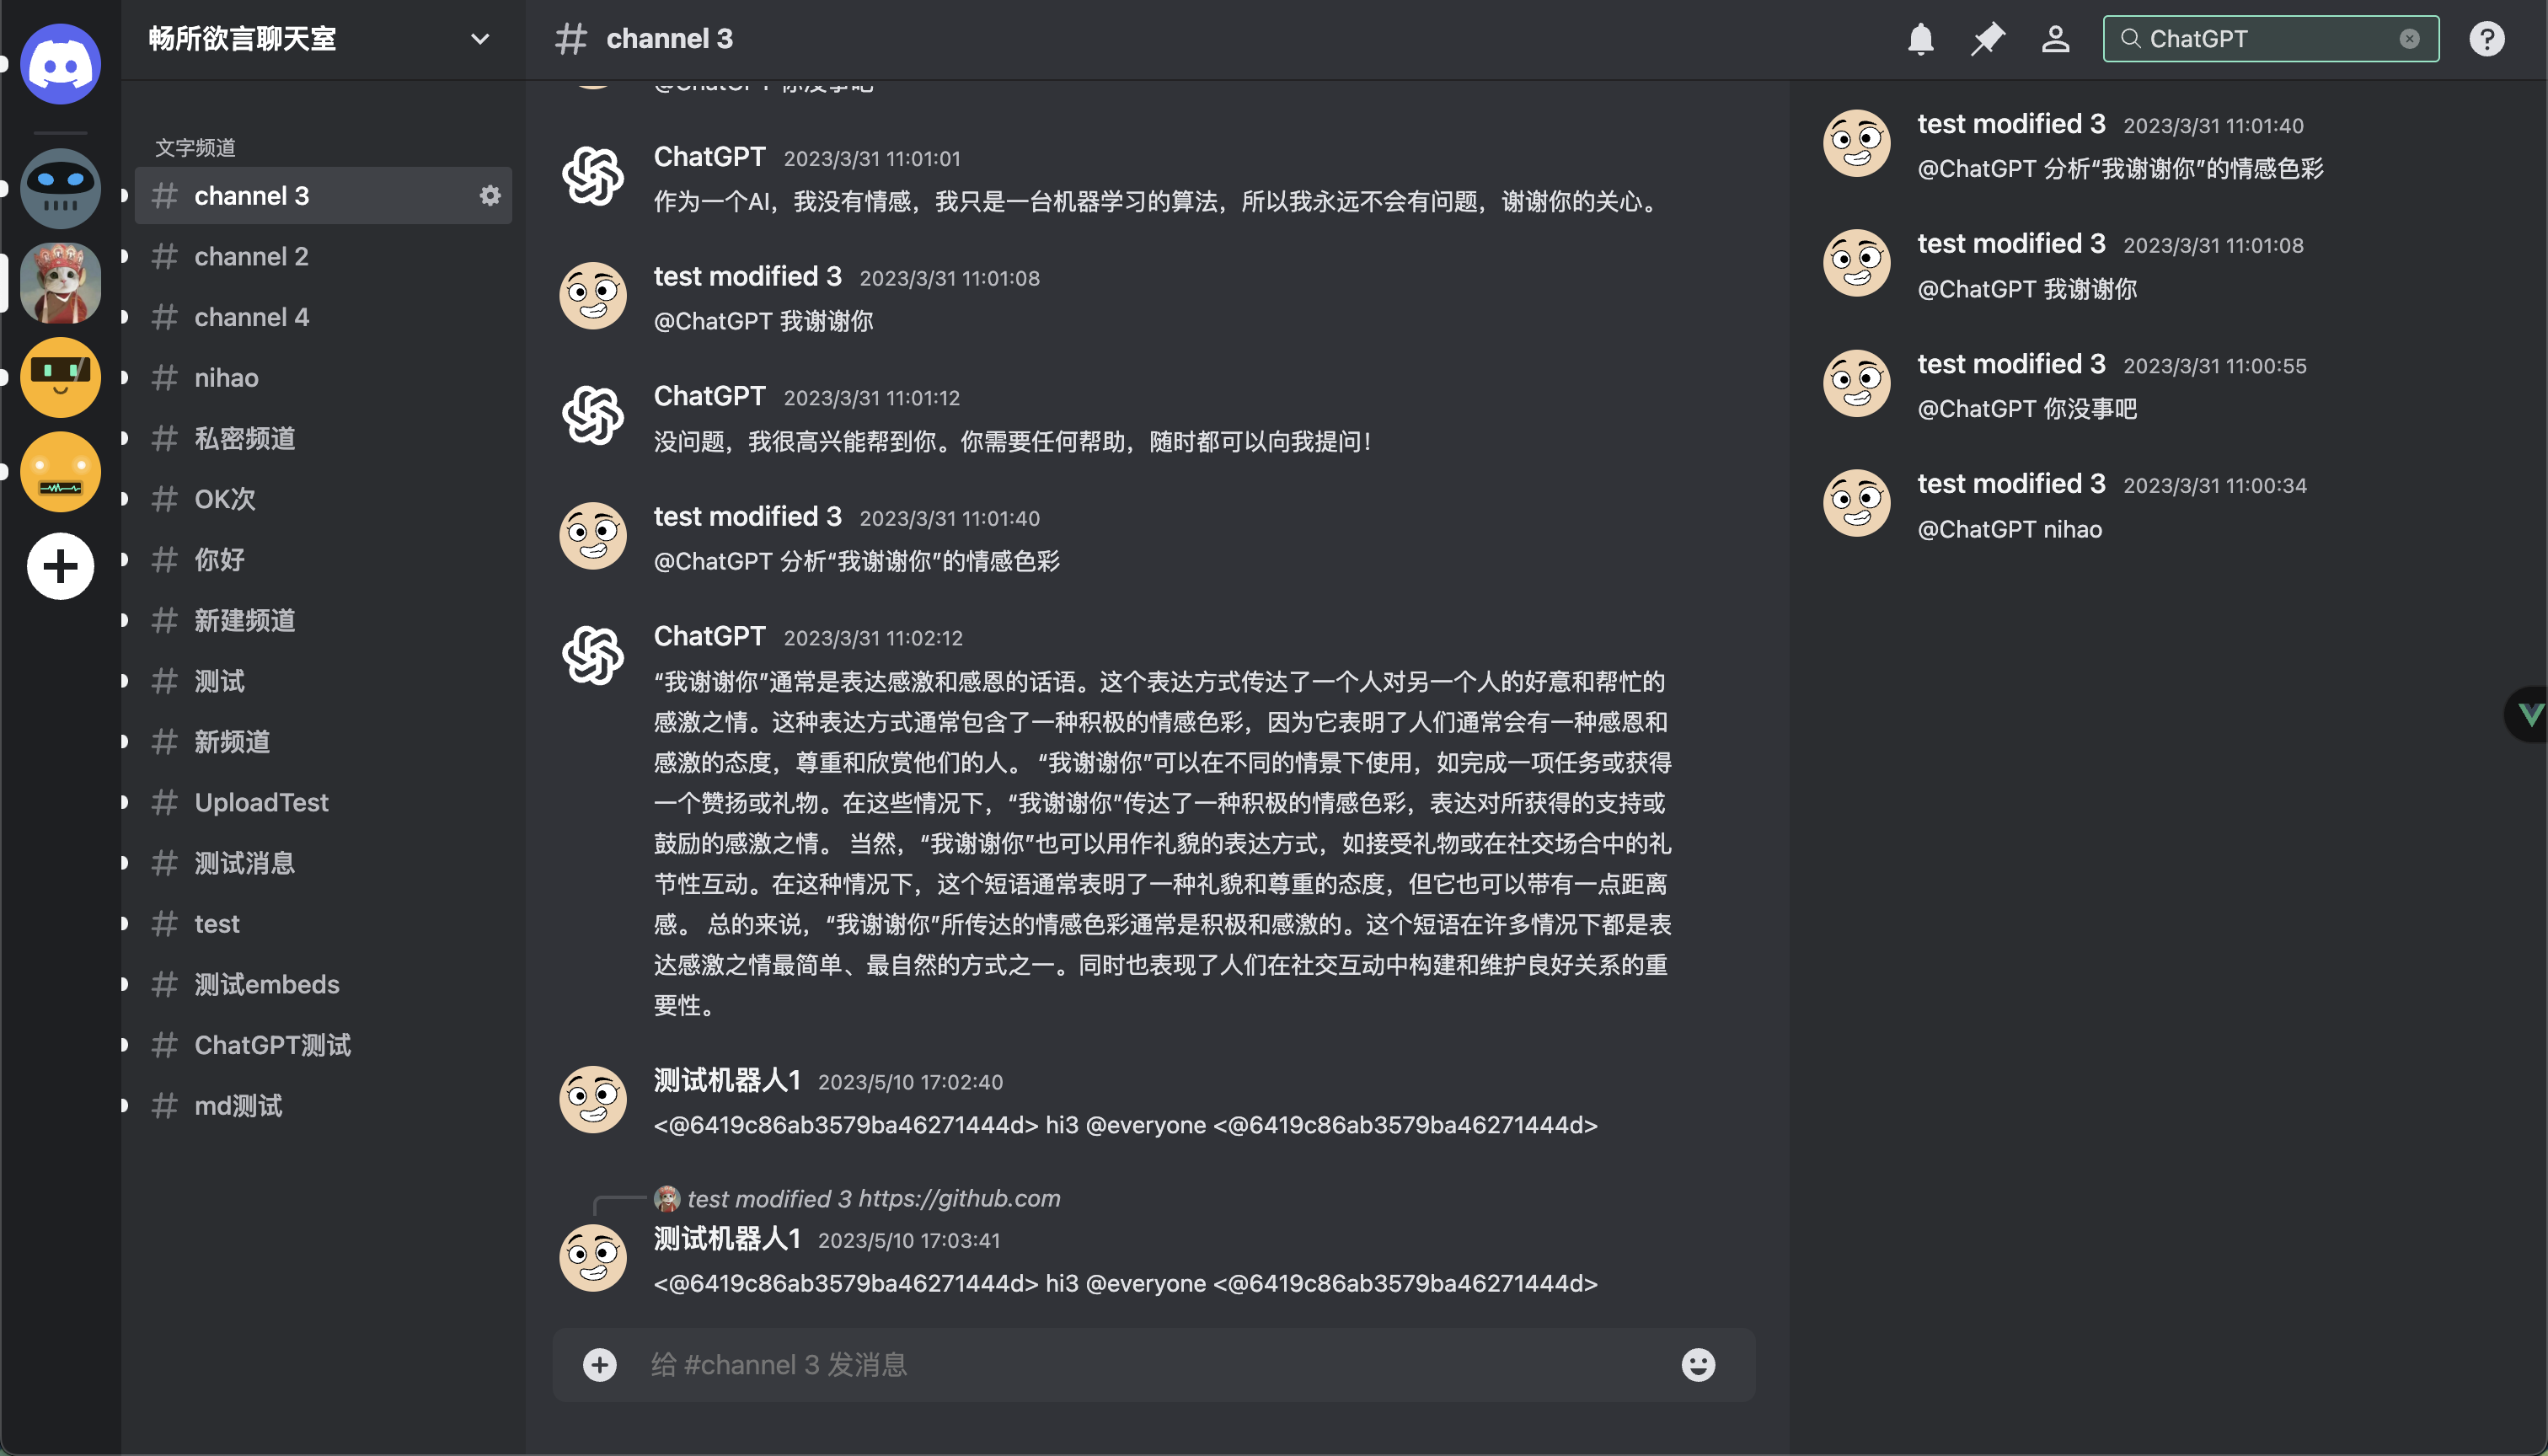 畅所欲言聊天室
文字频道
channel 3
channel 2
channel 4
nihao
私密频道
OK次
你好
新建频道
测试
新频道
UploadTest
测试消息
test
测试embeds
ChatGPT测试
md测试
channel 3
ChatGPT
@ChatGPT 你没事吧
ChatGPT 2023/3/31 11:01:01
作为一个AI，我没有情感，我只是一台机器学习的算法，所以我永远不会有问题，谢谢你的关心。
test modified 3 2023/3/31 11:01:08
@ChatGPT 我谢谢你
ChatGPT 2023/3/31 11:01:12
没问题，我很高兴能帮到你。你需要任何帮助，随时都可以向我提问！
test modified 3 2023/3/31 11:01:40
@ChatGPT 分析“我谢谢你”的情感色彩
ChatGPT 2023/3/31 11:02:12
“我谢谢你”通常是表达感激和感恩的话语。这个表达方式传达了一个人对另一个人的好意和帮忙的
感激之情。这种表达方式通常包含了一种积极的情感色彩，因为它表明了人们通常会有一种感恩和
感激的态度，尊重和欣赏他们的人。 “我谢谢你”可以在不同的情景下使用，如完成一项任务或获得
一个赞扬或礼物。在这些情况下，“我谢谢你”传达了一种积极的情感色彩，表达对所获得的支持或
鼓励的感激之情。 当然，“我谢谢你”也可以用作礼貌的表达方式，如接受礼物或在社交场合中的礼
节性互动。在这种情况下，这个短语通常表明了一种礼貌和尊重的态度，但它也可以带有一点距离
感。 总的来说，“我谢谢你”所传达的情感色彩通常是积极和感激的。这个短语在许多情况下都是表
达感激之情最简单、最自然的方式之一。同时也表现了人们在社交互动中构建和维护良好关系的重
要性。
测试机器人1 2023/5/10 17:02:40
<@6419c86ab3579ba46271444d> hi3 @everyone <@6419c86ab3579ba46271444d>
test modified 3 https://github.com
测试机器人1 2023/5/10 17:03:41
<@6419c86ab3579ba46271444d> hi3 @everyone <@6419c86ab3579ba46271444d>
给 #channel 3 发消息
test modified 3 2023/3/31 11:01:40
@ChatGPT 分析“我谢谢你”的情感色彩
test modified 3 2023/3/31 11:01:08
@ChatGPT 我谢谢你
test modified 3 2023/3/31 11:00:55
@ChatGPT 你没事吧
test modified 3 2023/3/31 11:00:34
@ChatGPT nihao